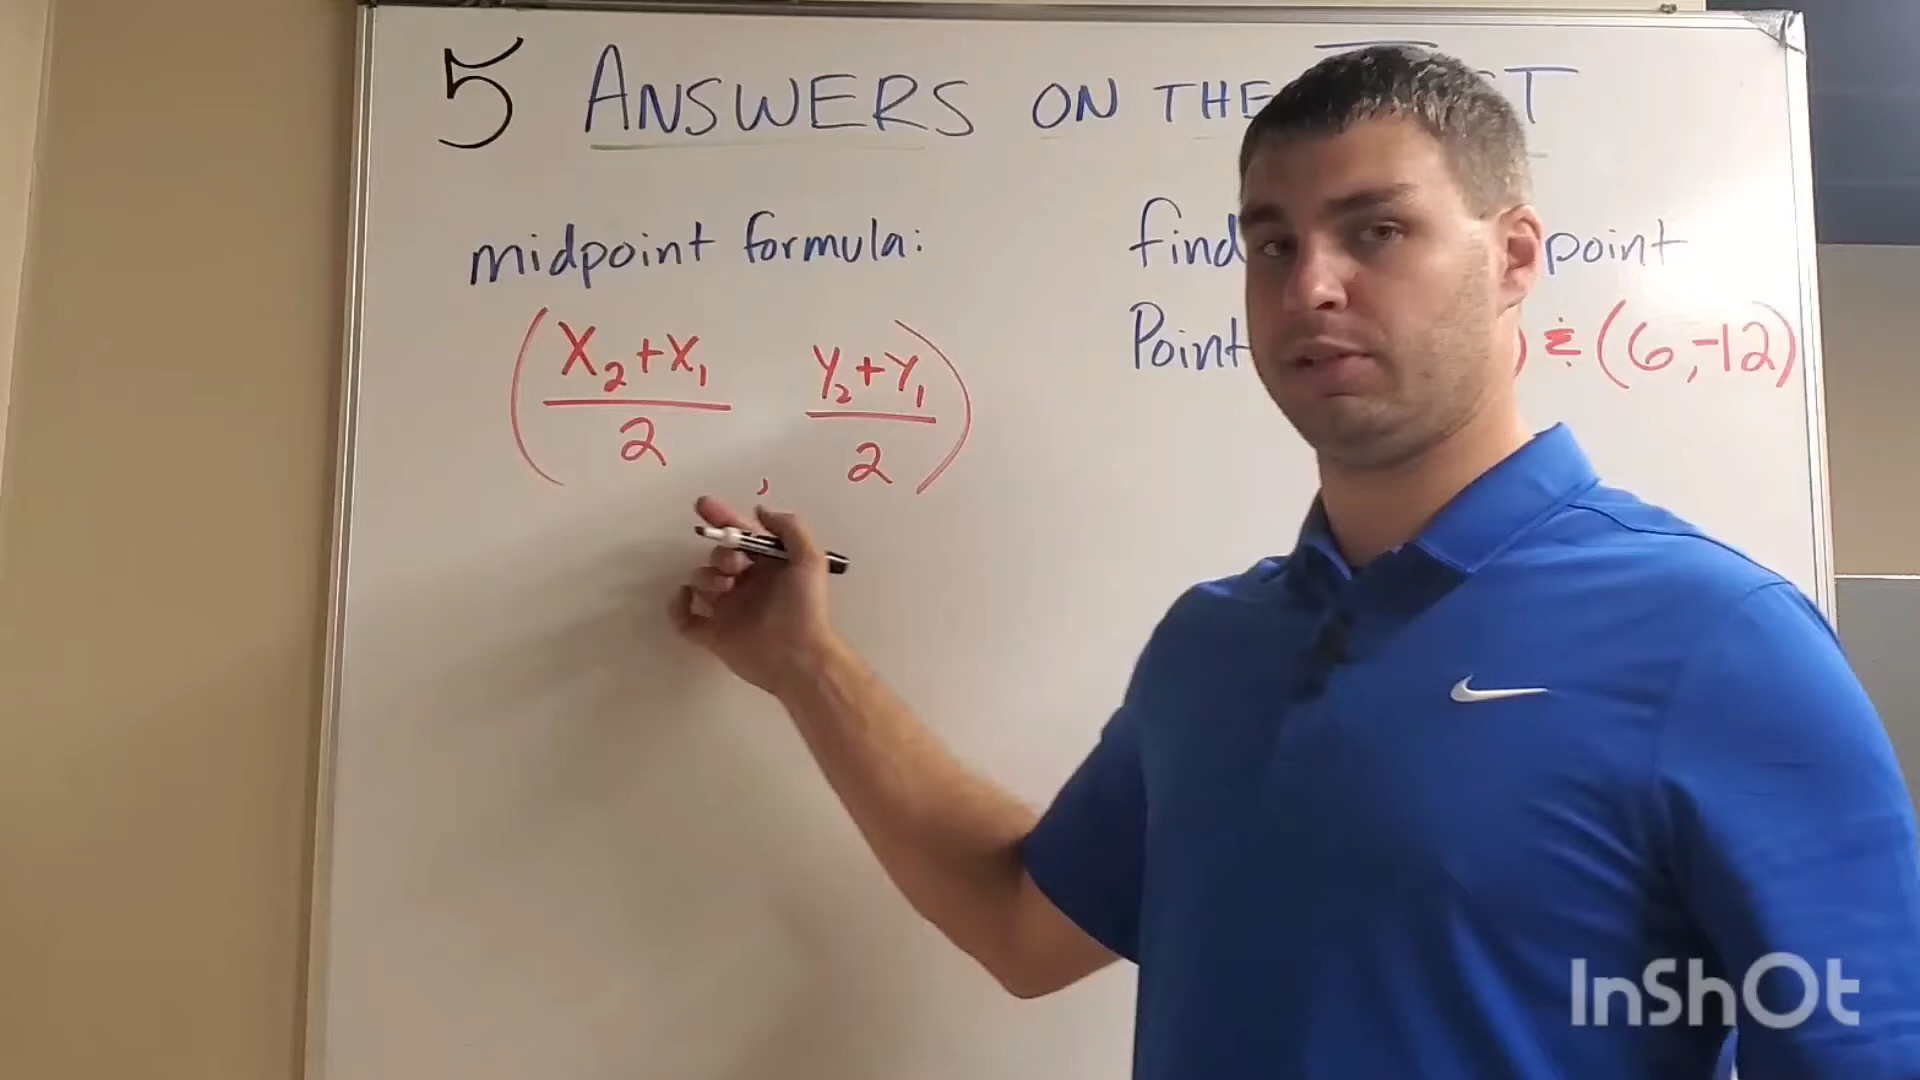 5 ANSWERS ON THE
midpoint formula:
find point
(X₂+X₁/2, Y₂+Y₁/2)
Point ) & (6,-12)
InShOt